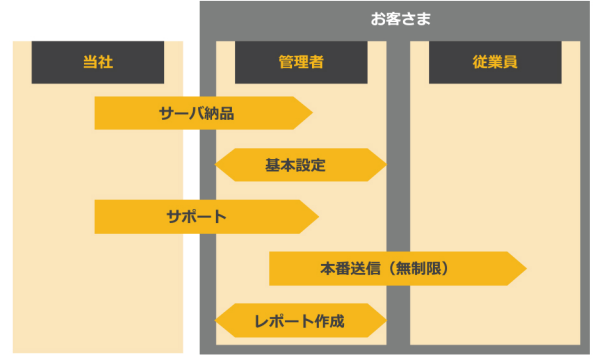 お客さま
当社
管理者
従業員
サーバ納品
基本設定
サポート
本番送信（無制限）
レポート作成